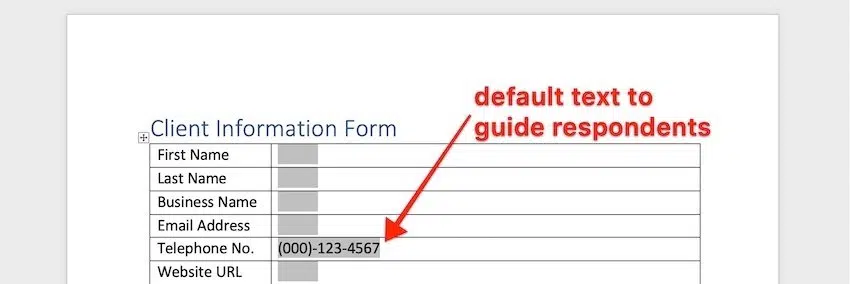 default text to
guide respondents
Client Information Form
First Name
Last Name
Business Name
Email Address
Telephone No. (000)-123-4567
Website URL